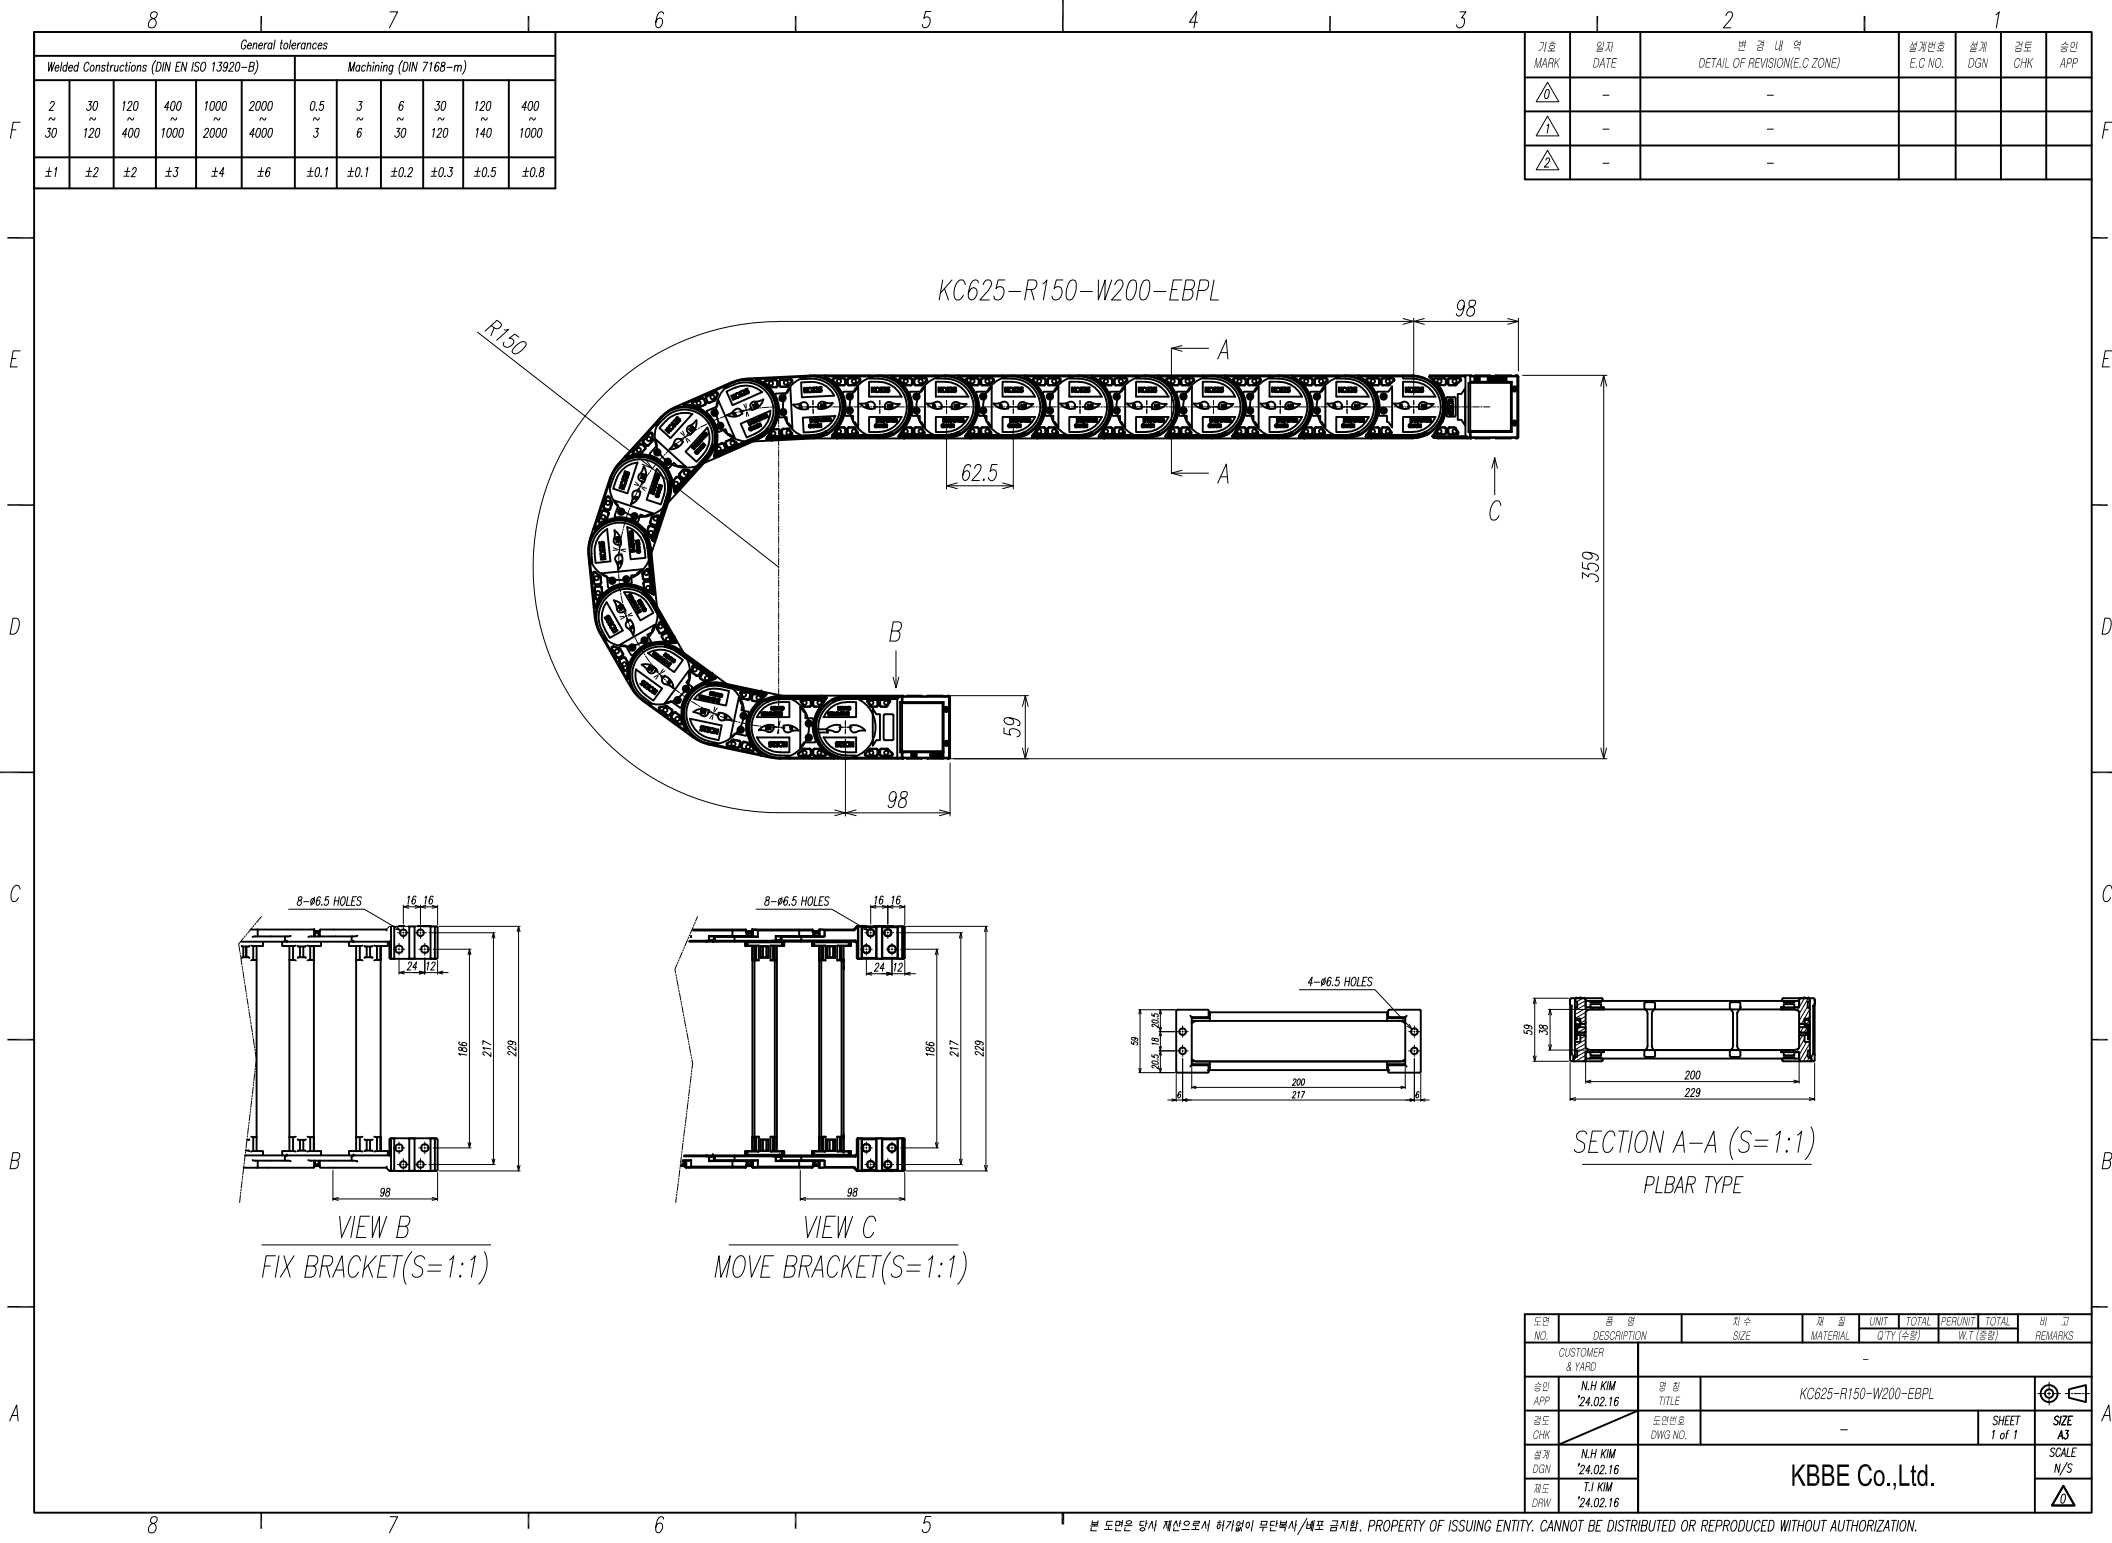 8 7 6 5 4 3 2 1
General tolerances
Welded Constructions (DIN EN ISO 13920-B) Machining (DIN 7168-m)
2 ~ 30 30 ~ 120 120 ~ 400 400 ~ 1000 1000 ~ 2000 2000 ~ 4000 0.5 ~ 3 3 ~ 6 6 ~ 30 30 ~ 120 120 ~ 140 400 ~ 1000
±1 ±2 ±2 ±3 ±4 ±6 ±0.1 ±0.1 ±0.2 ±0.3 ±0.5 ±0.8
기호 일자 변 경 내 역 설계번호 설계 검토 승인
MARK DATE DETAIL OF REVISION(E.C ZONE) E.C NO. DGN CHK APP
0 - -
1 - -
2 - -
F F
E E
D D
C C
B B
A A
KC625-R150-W200-EBPL
98
R150
A
A
62.5
C
359
B
59
98
8-ø6.5 HOLES
16 16
24 12
186
217
229
98
VIEW B
FIX BRACKET(S=1:1)
8-ø6.5 HOLES
16 16
24 12
186
217
229
98
VIEW C
MOVE BRACKET(S=1:1)
4-ø6.5 HOLES
59
20.5
18
20.5
200
6 217 6
59
38
200
229
SECTION A-A (S=1:1)
PLBAR TYPE
도면 품 명 치 수 재 질 UNIT TOTAL PERUNIT TOTAL 비 고
NO. DESCRIPTION SIZE MATERIAL Q'TY (수량) W.T (중량) REMARKS
CUSTOMER
& YARD
-
승인 N.H KIM 명 칭 KC625-R150-W200-EBPL
APP '24.02.16 TITLE
검도 도면번호 - SHEET SIZE
CHK DWG NO. 1 of 1 A3
설계 N.H KIM SCALE
DGN '24.02.16 KBBE Co.,Ltd. N/S
제도 T.I KIM
DRW '24.02.16 0
8 7 6 5
본 도면은 당사 재산으로서 허가없이 무단복사/배포 금지함. PROPERTY OF ISSUING ENTITY. CANNOT BE DISTRIBUTED OR REPRODUCED WITHOUT AUTHORIZATION.